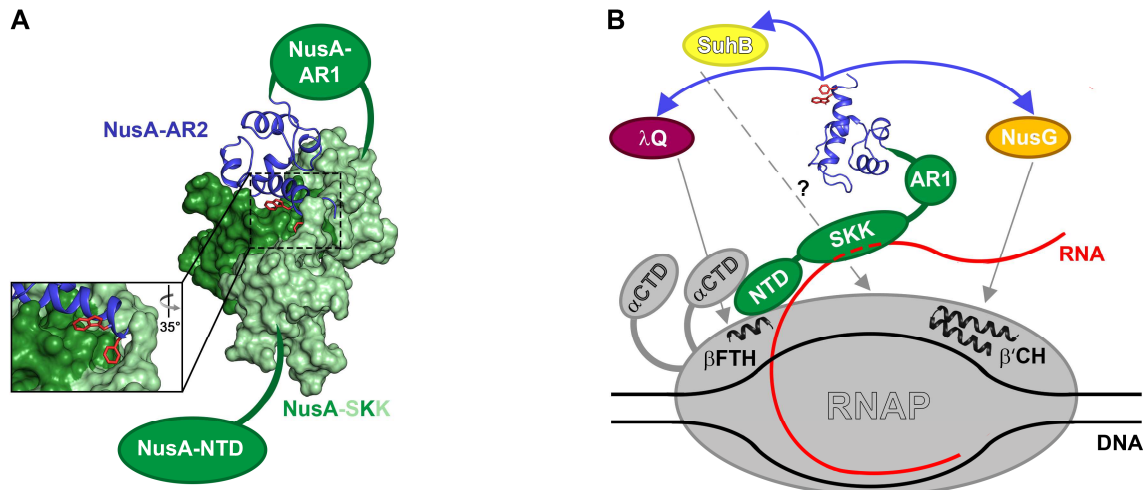 A
NusA-
AR1
NusA-AR2
35°
NusA-SKK
NusA-NTD
B
SuhB
λQ
NusG
AR1
?
SKK
RNA
αCTD
αCTD
NTD
βFTH
β'CH
RNAP
DNA